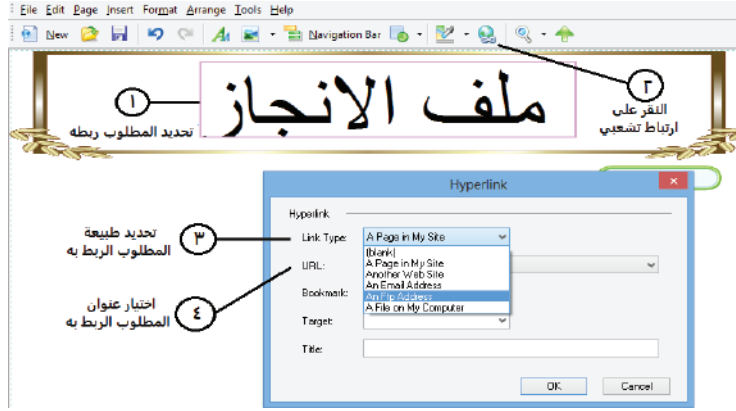 File Edit Page Insert Format Arrange Tools Help
New Navigation Bar
ملف الانجاز
١
تحديد المطلوب ربطه
٢
النقر على
ارتباط تشعبي
Hyperlink
Hyperlink
٣
تحديد طبيعة
المطلوب الربط به
Link Type: A Page in My Site
(blank)
A Page in My Site
Another Web Site
An Email Address
An Ftp Address
A File on My Computer
URL:
Bookmark:
٤
اختيار عنوان
المطلوب الربط به
Target:
Title:
OK Cancel